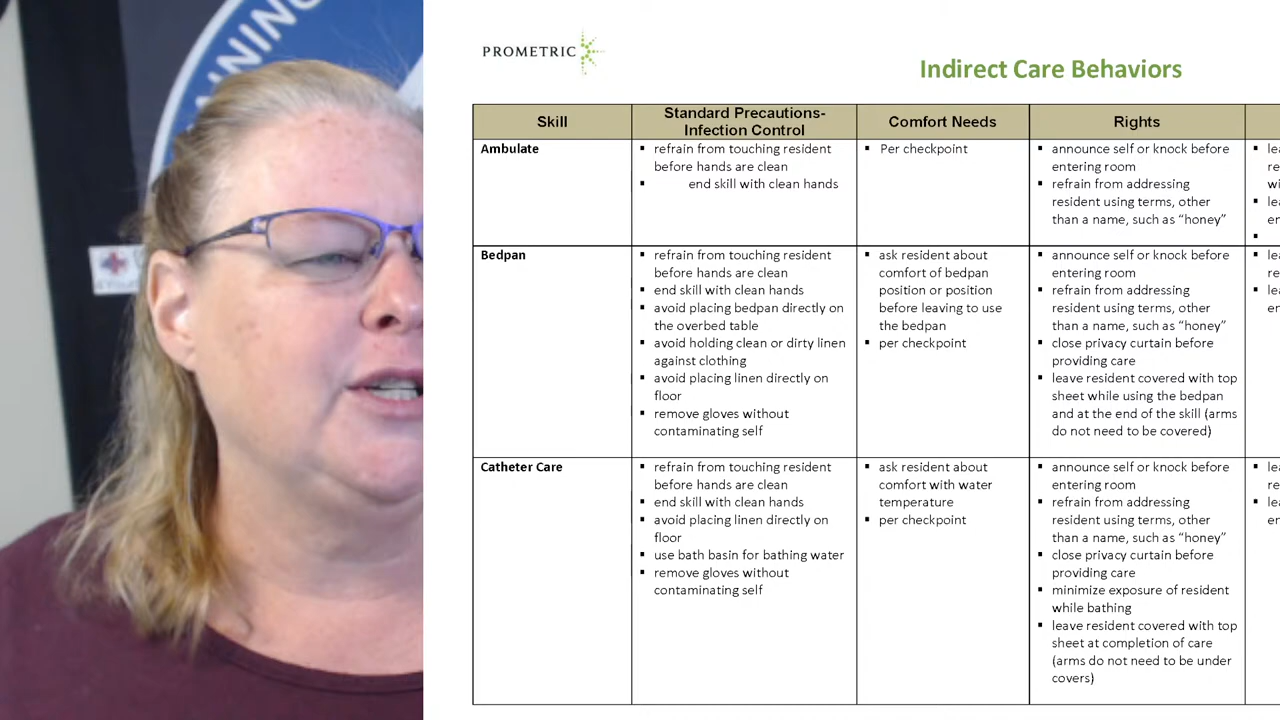 NNING
PROMETRIC
Indirect Care Behaviors
Skill
Standard Precautions-
Infection Control
Comfort Needs
Rights
Ambulate
▪ refrain from touching resident
before hands are clean
▪ end skill with clean hands
▪ Per checkpoint
▪ announce self or knock before
entering room
▪ refrain from addressing
resident using terms, other
than a name, such as “honey”
Bedpan
▪ refrain from touching resident
before hands are clean
▪ end skill with clean hands
▪ avoid placing bedpan directly on
the overbed table
▪ avoid holding clean or dirty linen
against clothing
▪ avoid placing linen directly on
floor
▪ remove gloves without
contaminating self
▪ ask resident about
comfort of bedpan
position or position
before leaving to use
the bedpan
▪ per checkpoint
▪ announce self or knock before
entering room
▪ refrain from addressing
resident using terms, other
than a name, such as “honey”
▪ close privacy curtain before
providing care
▪ leave resident covered with top
sheet while using the bedpan
and at the end of the skill (arms
do not need to be covered)
Catheter Care
▪ refrain from touching resident
before hands are clean
▪ end skill with clean hands
▪ avoid placing linen directly on
floor
▪ use bath basin for bathing water
▪ remove gloves without
contaminating self
▪ ask resident about
comfort with water
temperature
▪ per checkpoint
▪ announce self or knock before
entering room
▪ refrain from addressing
resident using terms, other
than a name, such as “honey”
▪ close privacy curtain before
providing care
▪ minimize exposure of resident
while bathing
▪ leave resident covered with top
sheet at completion of care
(arms do not need to be under
covers)